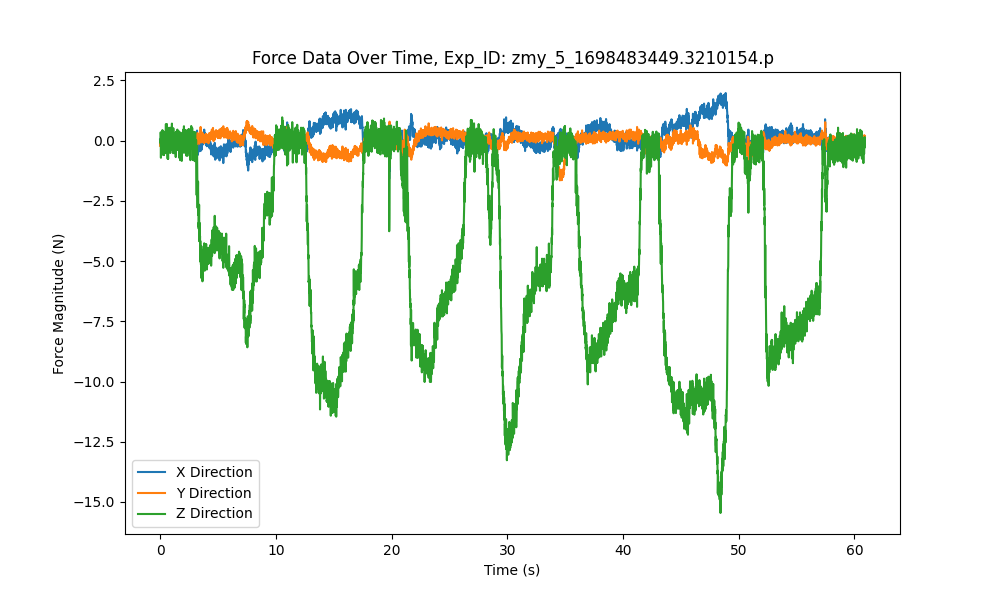 Force Data Over Time, Exp_ID: zmy_5_1698483449.3210154.p
Force Magnitude (N)
2.5
0.0
−2.5
−5.0
−7.5
−10.0
−12.5
−15.0
X Direction
Y Direction
Z Direction
0 10 20 30 40 50 60
Time (s)